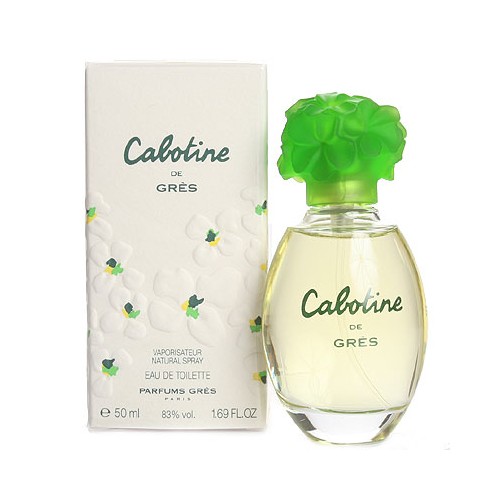 Cabotine
DE
GRÈS
VAPORISATEUR
NATURAL SPRAY
EAU DE TOILETTE
PARFUMS GRÈS
PARIS
℮ 50 ml 83% vol. 1.69 FL.OZ
Cabotine
DE
GRÈS